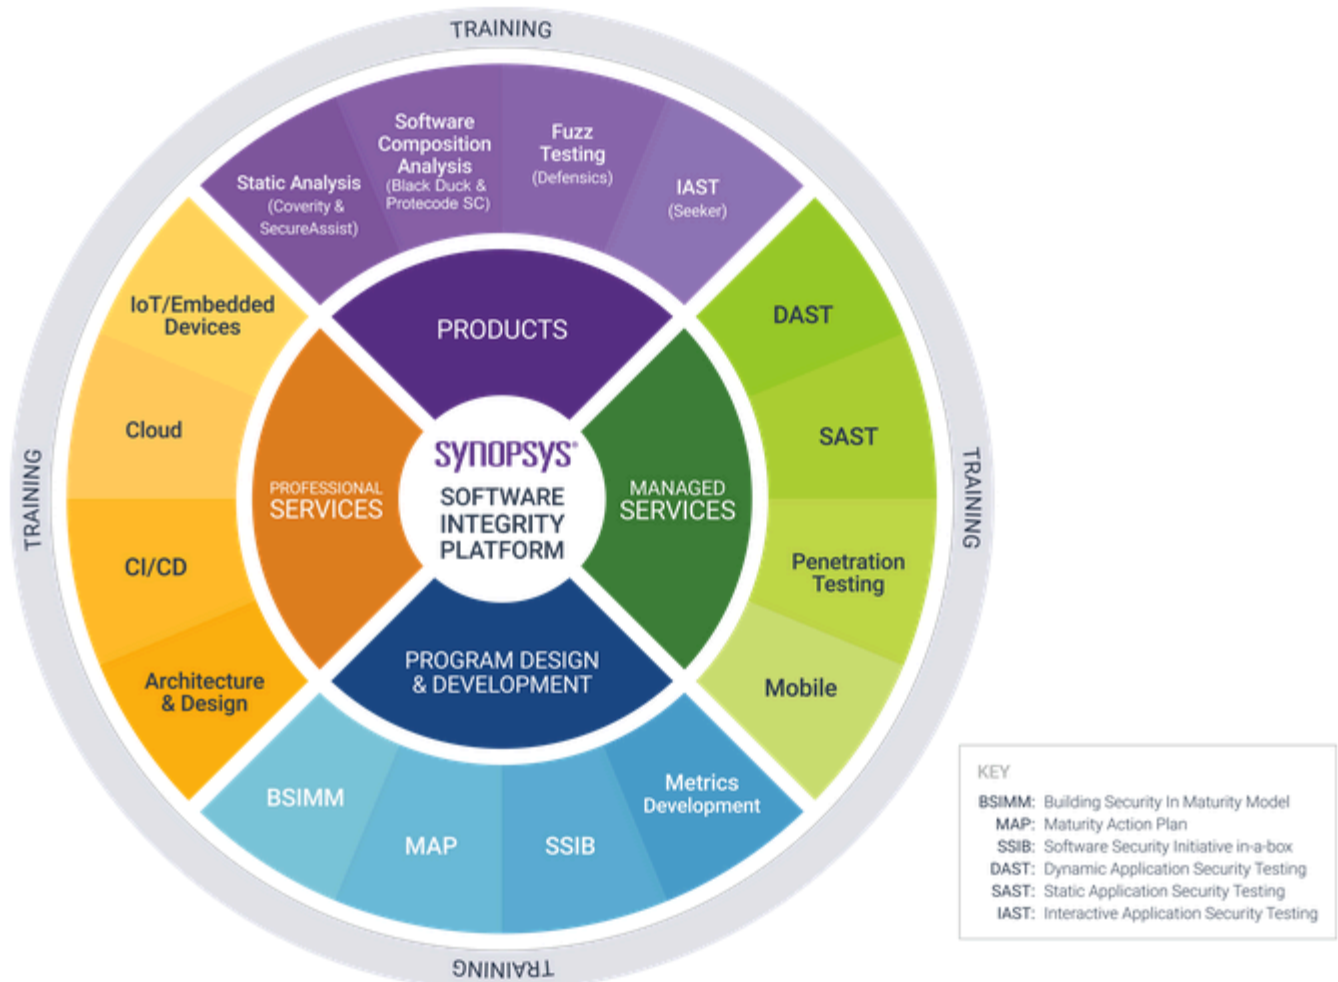 TRAINING
Software
Composition
Analysis
(Black Duck &
Protecode SC)
Fuzz
Testing
(Defensics)
Static Analysis
(Coverity &
SecureAssist)
IAST
(Seeker)
IoT/Embedded
Devices
PRODUCTS
DAST
Cloud
SAST
SYNOPSYS®
SOFTWARE
INTEGRITY
PLATFORM
PROFESSIONAL
SERVICES
MANAGED
SERVICES
TRAINING
TRAINING
CI/CD
Penetration
Testing
PROGRAM DESIGN
& DEVELOPMENT
Architecture
& Design
Mobile
BSIMM
MAP
SSIB
Metrics
Development
TRAINING
KEY
BSIMM: Building Security In Maturity Model
MAP: Maturity Action Plan
SSIB: Software Security Initiative in-a-box
DAST: Dynamic Application Security Testing
SAST: Static Application Security Testing
IAST: Interactive Application Security Testing